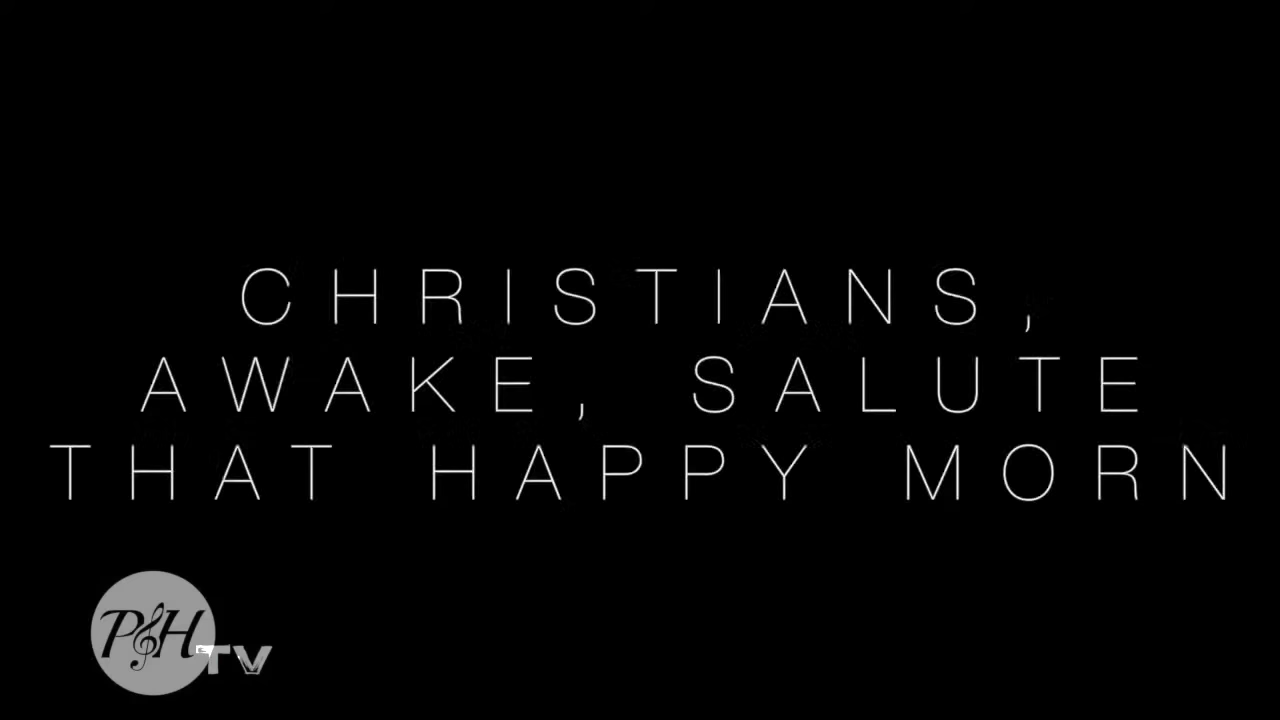 CHRISTIANS,
AWAKE, SALUTE
THAT HAPPY MORN
P&H
TV